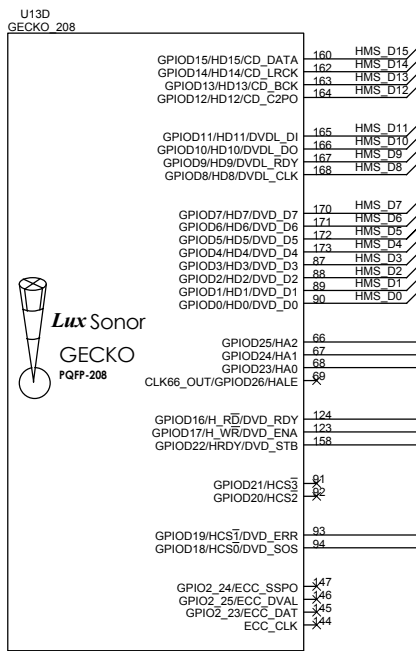 U13D
GECKO_208
GPIOD15/HD15/CD_DATA 160 HMS_D15
GPIOD14/HD14/CD_LRCK 162 HMS_D14
GPIOD13/HD13/CD_BCK 163 HMS_D13
GPIOD12/HD12/CD_C2PO 164 HMS_D12
GPIOD11/HD11/DVDL_DI 165 HMS_D11
GPIOD10/HD10/DVDL_DO 166 HMS_D10
GPIOD9/HD9/DVDL_RDY 167 HMS_D9
GPIOD8/HD8/DVDL_CLK 168 HMS_D8
GPIOD7/HD7/DVD_D7 170 HMS_D7
GPIOD6/HD6/DVD_D6 171 HMS_D6
GPIOD5/HD5/DVD_D5 172 HMS_D5
GPIOD4/HD4/DVD_D4 173 HMS_D4
GPIOD3/HD3/DVD_D3 87 HMS_D3
GPIOD2/HD2/DVD_D2 88 HMS_D2
GPIOD1/HD1/DVD_D1 89 HMS_D1
GPIOD0/HD0/DVD_D0 90 HMS_D0
Lux Sonor
GECKO
PQFP-208
GPIOD25/HA2 66
GPIOD24/HA1 67
GPIOD23/HA0 68
CLK66_OUT/GPIOD26/HALE 69
GPIOD16/H_RD/DVD_RDY 124
GPIOD17/H_WR/DVD_ENA 123
GPIOD22/HRDY/DVD_STB 158
GPIOD21/HCS3 91
GPIOD20/HCS2 92
GPIOD19/HCS1/DVD_ERR 93
GPIOD18/HCS0/DVD_SOS 94
GPIO2_24/ECC_SSPO 147
GPIO2_25/ECC_DVAL 146
GPIO2_23/ECC_DAT 145
ECC_CLK 144